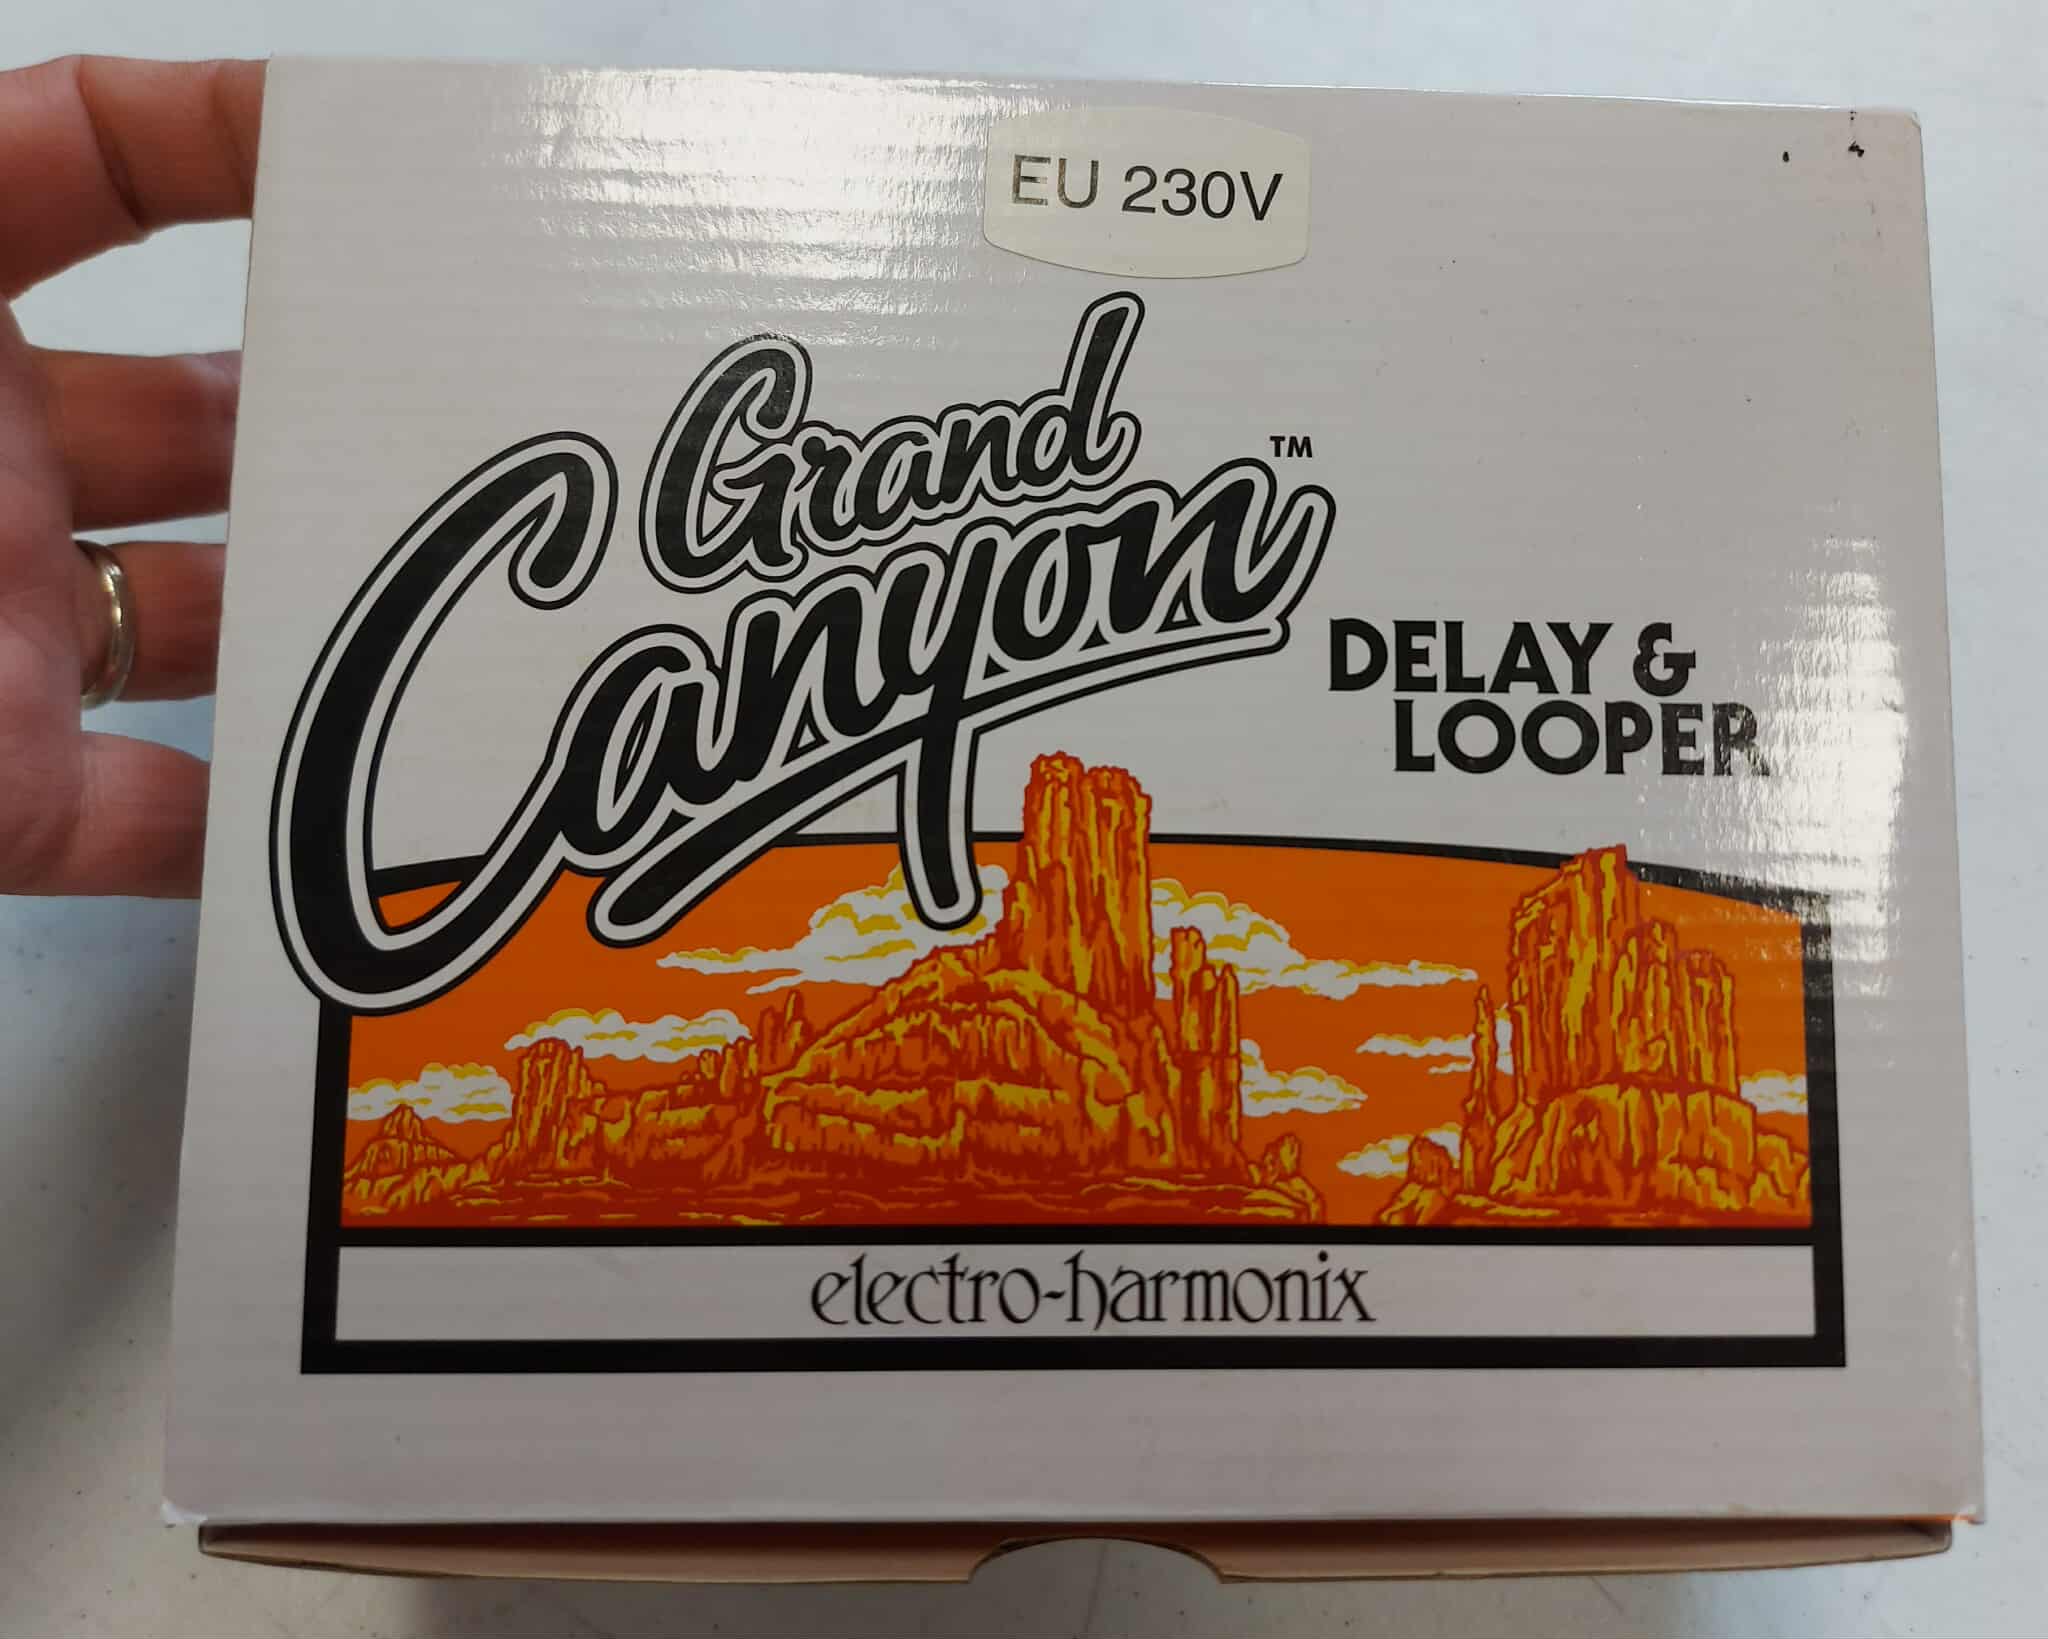 EU 230V
Grand
Canyon™
DELAY &
LOOPER
electro-harmonix